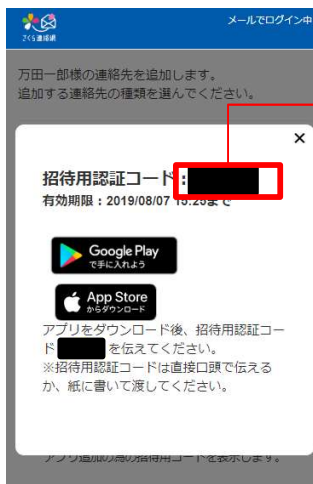 さくら連絡網
メールでログイン中
万田一郎様の連絡先を追加します。
追加する連絡先の種類を選んでください。
×
招待用認証コード：
有効期限：2019/08/07 15:25まで
Google Play
で手に入れよう
App Store
からダウンロード
アプリをダウンロード後、招待用認証コー
ド を伝えてください。
※招待用認証コードは直接口頭で伝える
か、紙に書いて渡してください。
アプリ追加の為の招待用コードを表示します。